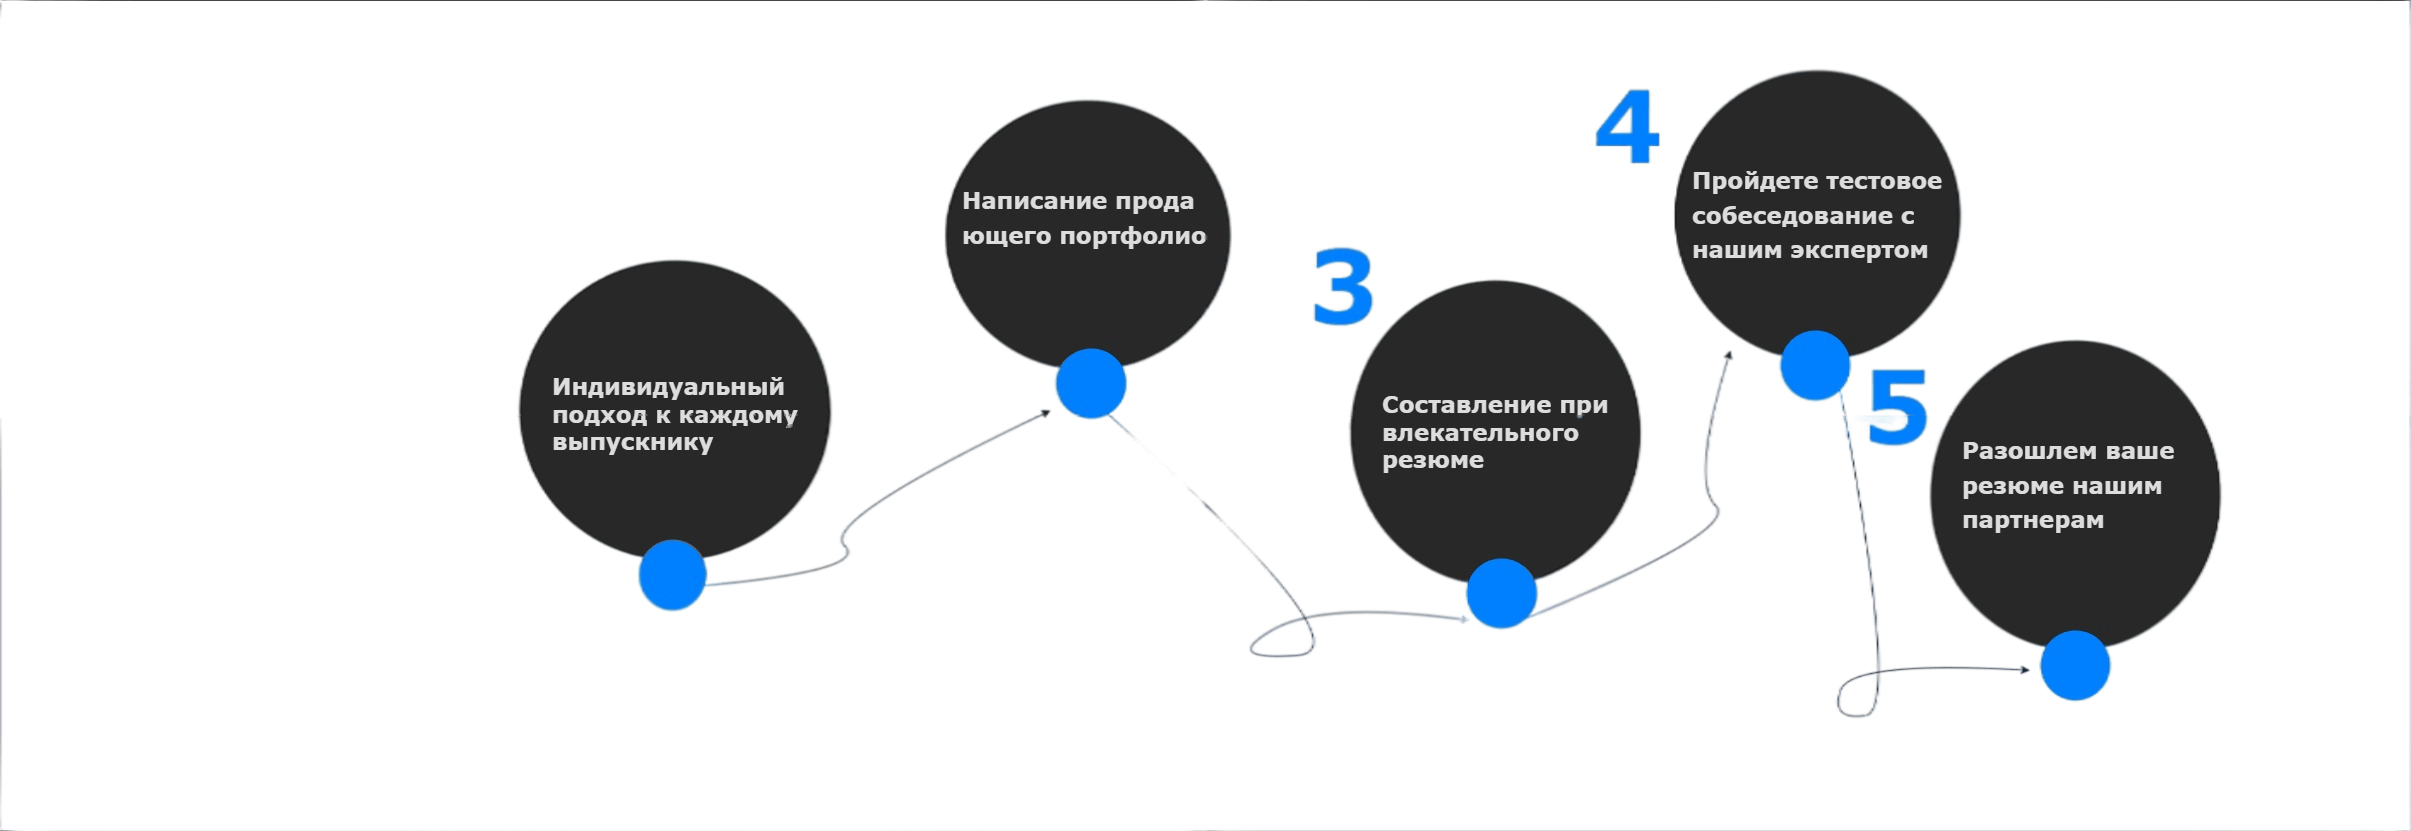 Индивидуальный
подход к каждому
выпускнику
Написание прода
ющего портфолио
3
Составление при
влекательного
резюме
4
Пройдете тестовое
собеседование с
нашим экспертом
5
Разошлем ваше
резюме нашим
партнерам